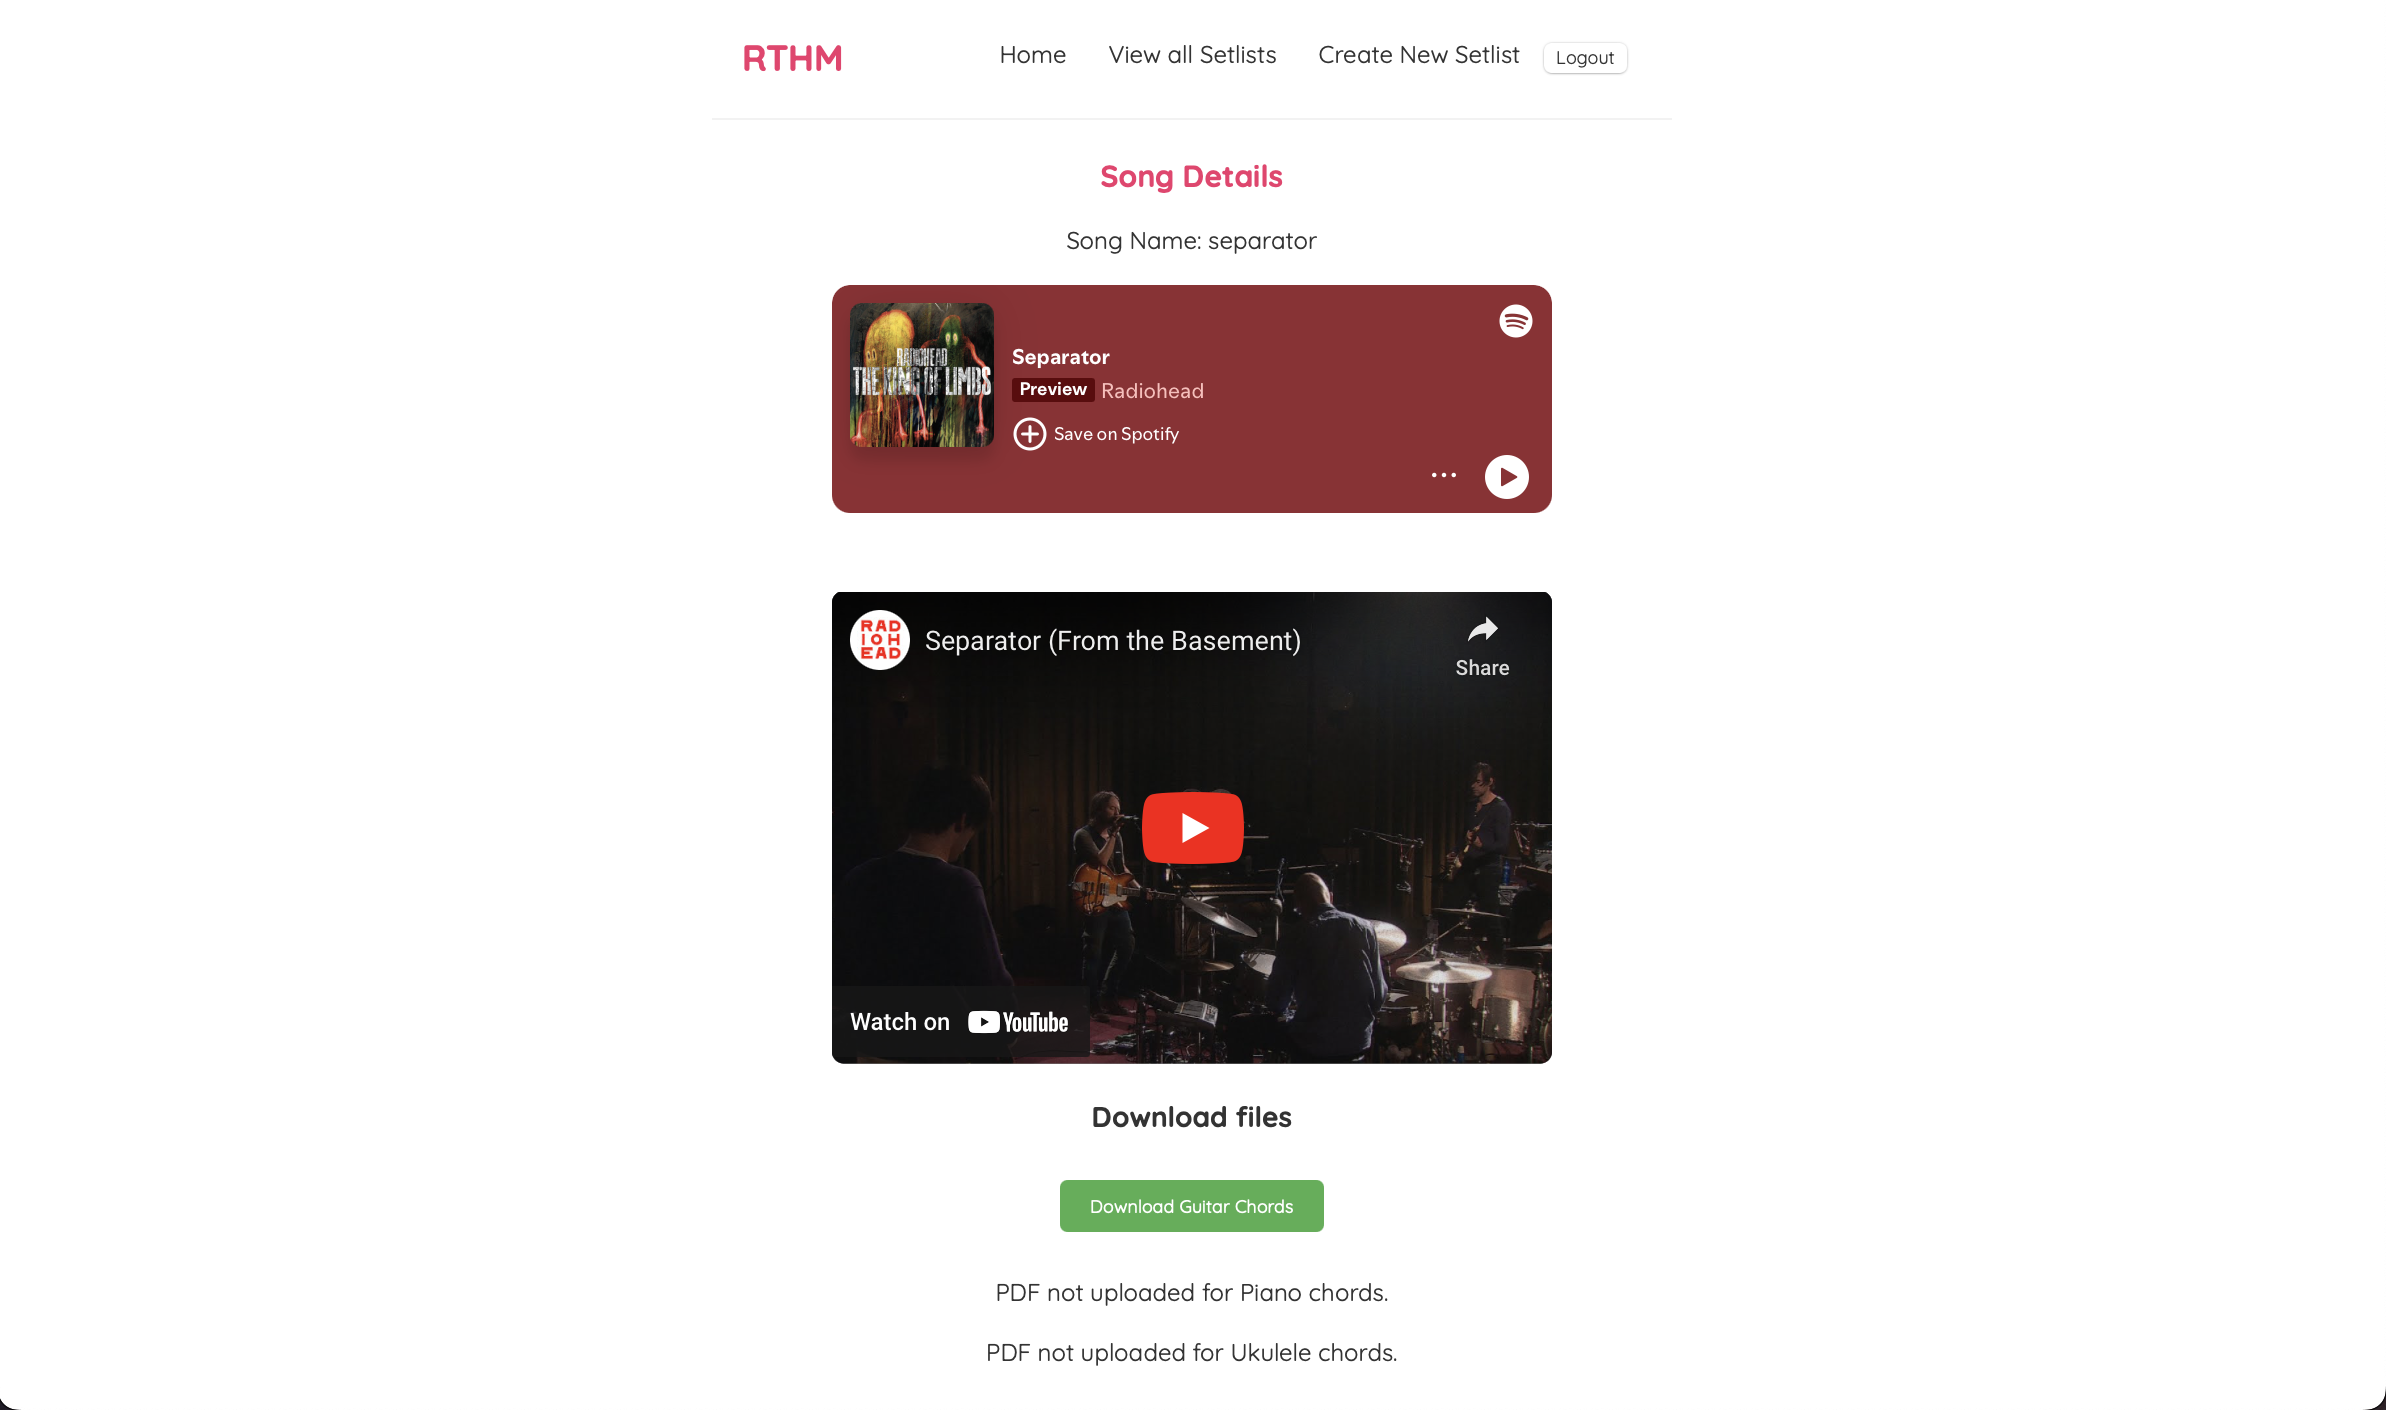 RTHM
Home
View all Setlists
Create New Setlist
Logout
Song Details
Song Name: separator
RADIOHEAD
THE KING OF LIMBS
Separator
Preview Radiohead
Save on Spotify
RAD
IOH
EAD
Separator (From the Basement)
Share
Watch on YouTube
Download files
Download Guitar Chords
PDF not uploaded for Piano chords.
PDF not uploaded for Ukulele chords.